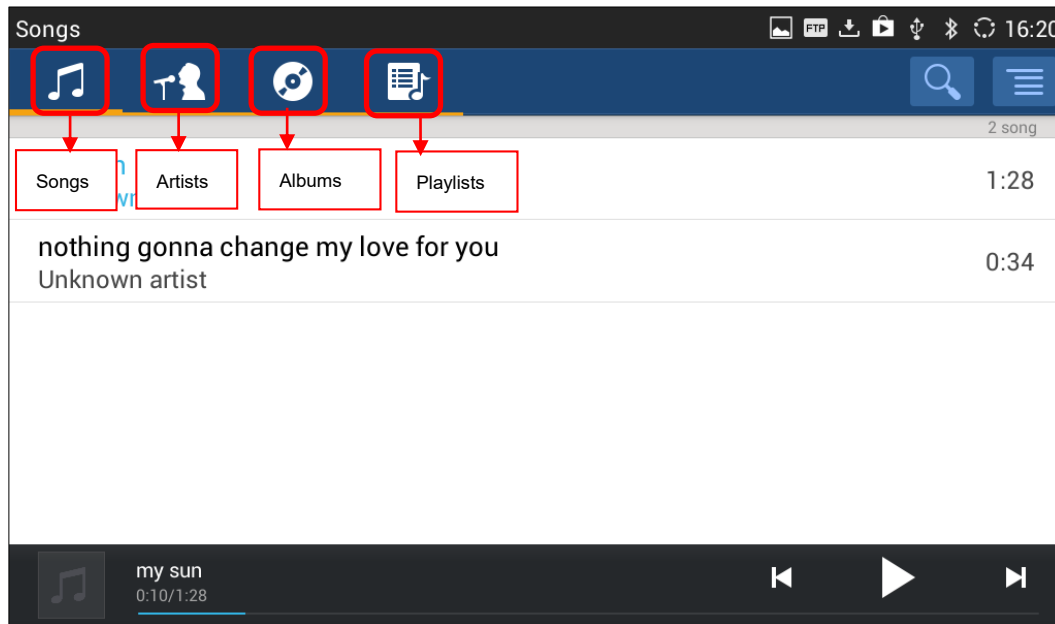 Songs
FTP
16:20
2 song
Songs
Artists
Albums
Playlists
1:28
nothing gonna change my love for you
Unknown artist
0:34
my sun
0:10/1:28